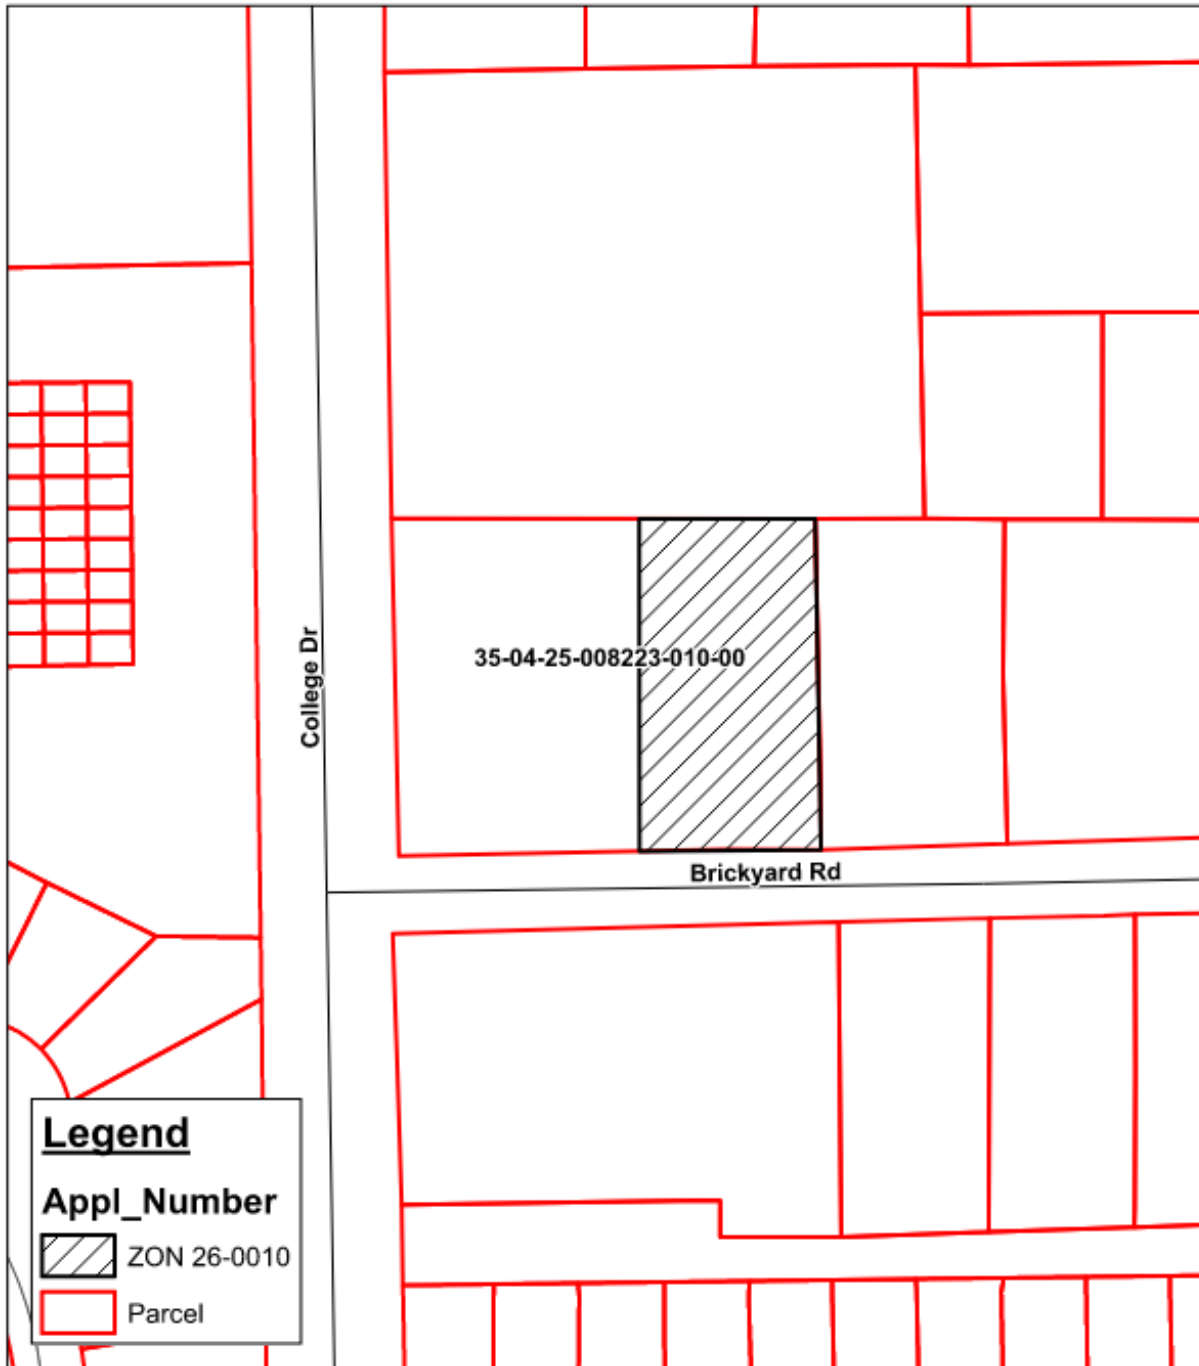 College Dr
35-04-25-008223-010-00
Brickyard Rd
Legend
Appl_Number
ZON 26-0010
Parcel